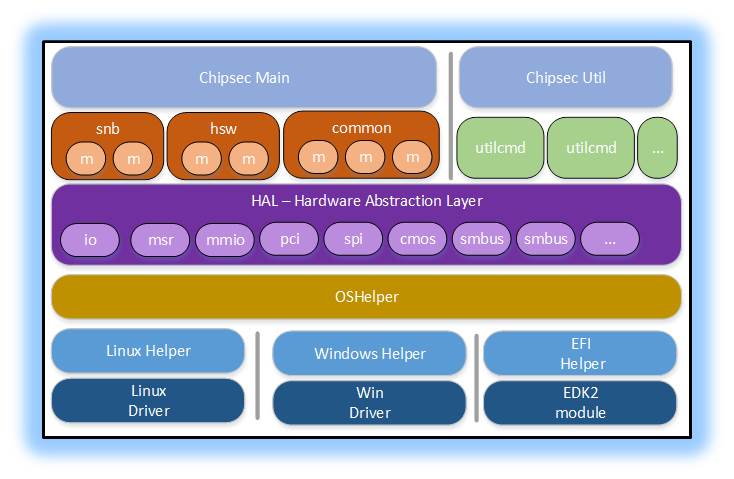 Chipsec Main
Chipsec Util
snb
m m
hsw
m m
common
m m m
utilcmd
utilcmd
...
HAL – Hardware Abstraction Layer
io msr mmio pci spi cmos smbus smbus ...
OSHelper
Linux Helper
Windows Helper
EFI
Helper
Linux
Driver
Win
Driver
EDK2
module